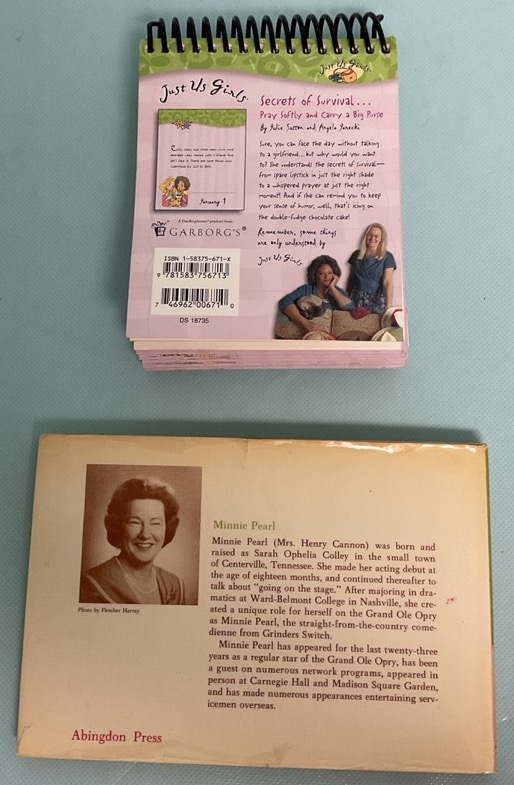 Just Us Girls
Just Us Girls
Secrets of Survival...
Pray Softly and Carry a Big Purse
By Julie Sutton and Angela
Sure, you can face the day without talking
to a girlfriend...but why would you want
to? She understands the secrets of survival—
from spare lipstick in just the right shade
to a whispered prayer at just the right
moment! And if she can remind you to keep
your sense of humor, well, that's icing on
the double-fudge chocolate cake!
Remember, some things
are only understood by
Just Us Girls
January 1
A DayBrightener product from
GARBORG'S®
ISBN 1-58375-671-X
9 781583 756713
7 46962 00671 0
DS 18735
Minnie Pearl
Minnie Pearl (Mrs. Henry Cannon) was born and
raised as Sarah Ophelia Colley in the small town
of Centerville, Tennessee. She made her acting debut at
the age of eighteen months, and continued thereafter to
talk about "going on the stage." After majoring in dra-
matics at Ward-Belmont College in Nashville, she cre-
ated a unique role for herself on the Grand Ole Opry
as Minnie Pearl, the straight-from-the-country come-
dienne from Grinders Switch.
Minnie Pearl has appeared for the last twenty-three
years as a regular star of the Grand Ole Opry, has been
a guest on numerous network programs, appeared in
person at Carnegie Hall and Madison Square Garden,
and has made numerous appearances entertaining serv-
icemen overseas.
Photo by Fletcher Harvey
Abingdon Press